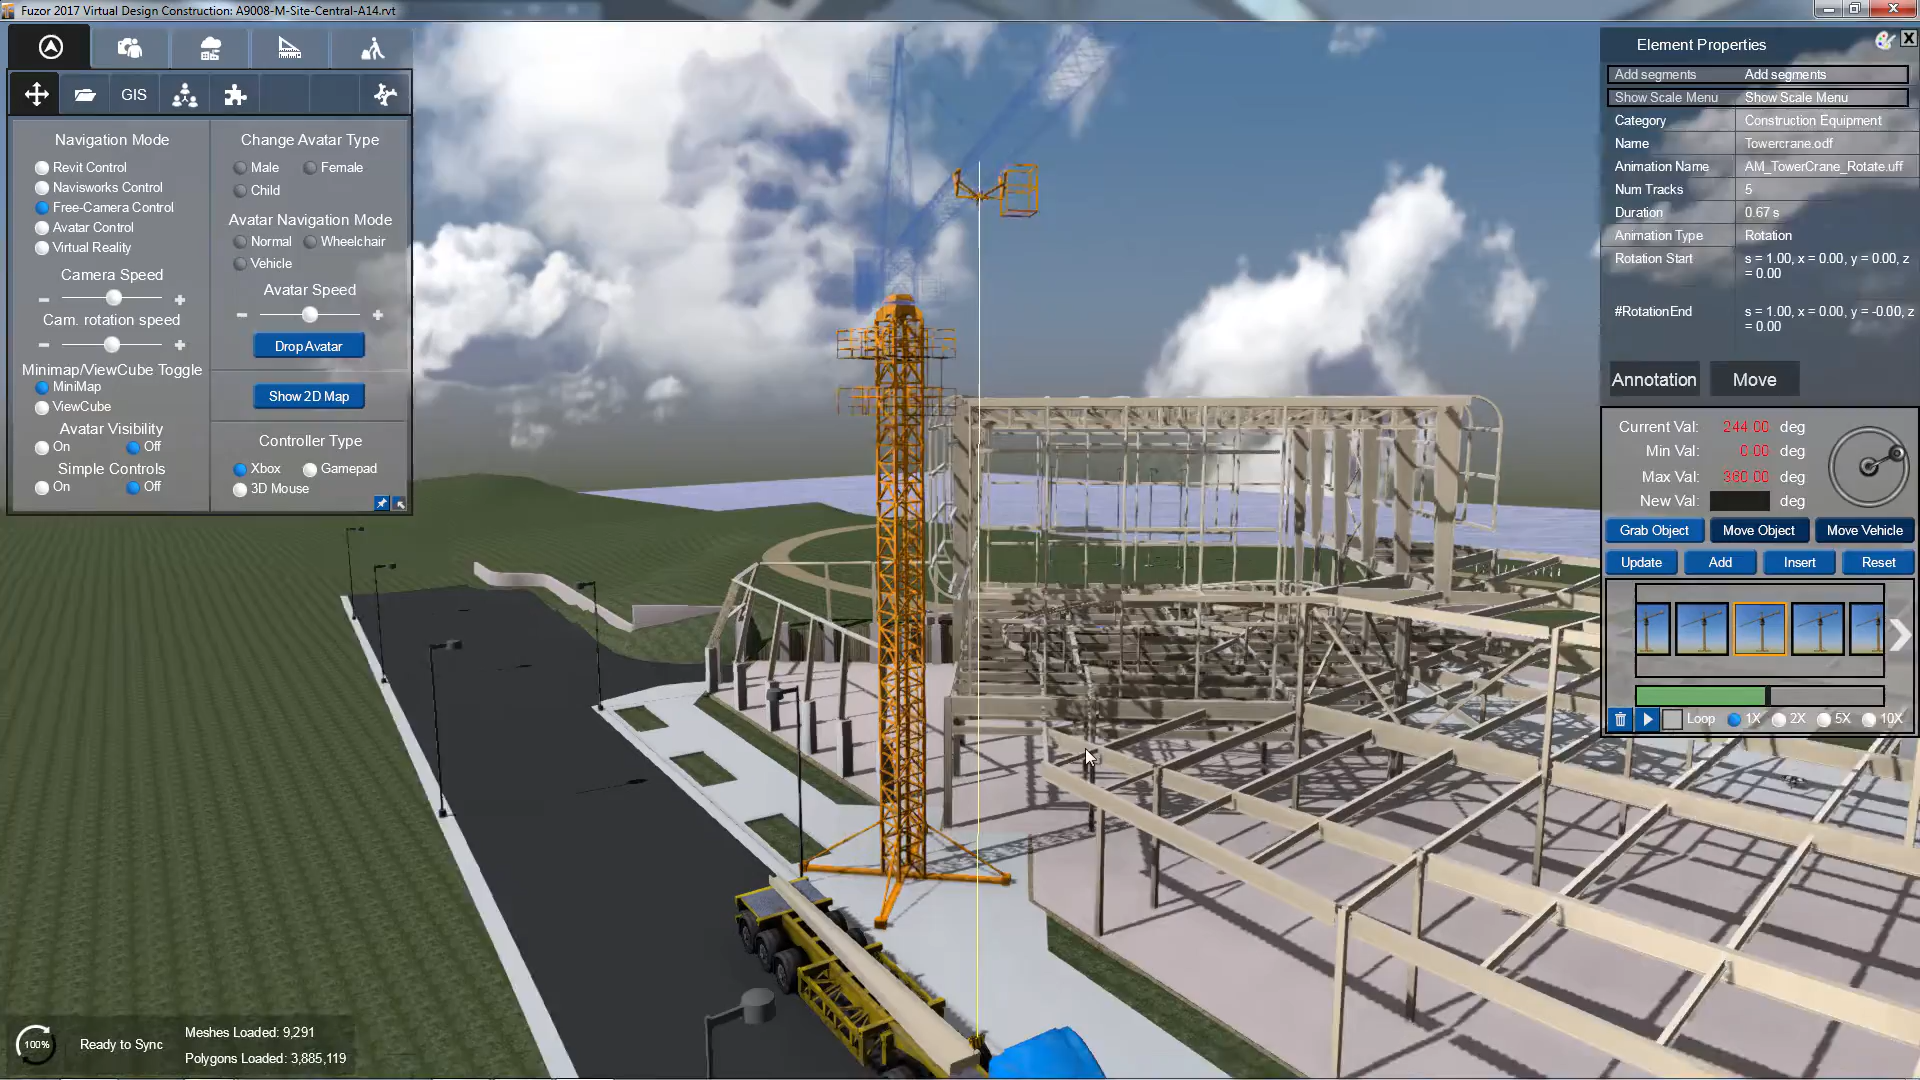 Fuzor 2017 Virtual Design Construction: A9008-M-Site-Central-A14.rvt
GIS
Navigation Mode
Revit Control
Navisworks Control
Free-Camera Control
Avatar Control
Virtual Reality
Camera Speed
Cam. rotation speed
Minimap/ViewCube Toggle
MiniMap
ViewCube
Avatar Visibility
On Off
Simple Controls
On Off
Change Avatar Type
Male Female
Child
Avatar Navigation Mode
Normal Wheelchair
Vehicle
Avatar Speed
Drop Avatar
Show 2D Map
Controller Type
Xbox Gamepad
3D Mouse
Element Properties
Add segments Add segments
Show Scale Menu Show Scale Menu
Category Construction Equipment
Name Towercrane.odf
Animation Name AM_TowerCrane_Rotate.uff
Num Tracks 5
Duration 0.67 s
Animation Type Rotation
Rotation Start s = 1.00, x = 0.00, y = 0.00, z
= 0.00
#RotationEnd s = 1.00, x = 0.00, y = -0.00, z
= 0.00
Annotation Move
Current Val: 244.00 deg
Min Val: 0.00 deg
Max Val: 360.00 deg
New Val: deg
Grab Object Move Object Move Vehicle
Update Add Insert Reset
Loop 1X 2X 5X 10X
100%
Ready to Sync
Meshes Loaded: 9,291
Polygons Loaded: 3,885,119